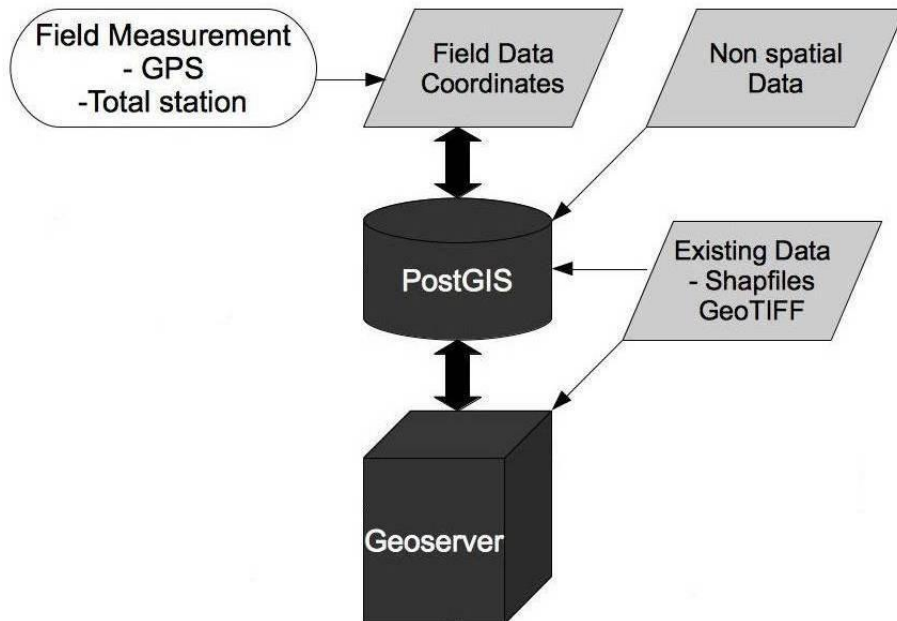 Field Measurement
- GPS
-Total station
Field Data
Coordinates
Non spatial
Data
PostGIS
Existing Data
- Shapfiles
GeoTIFF
Geoserver